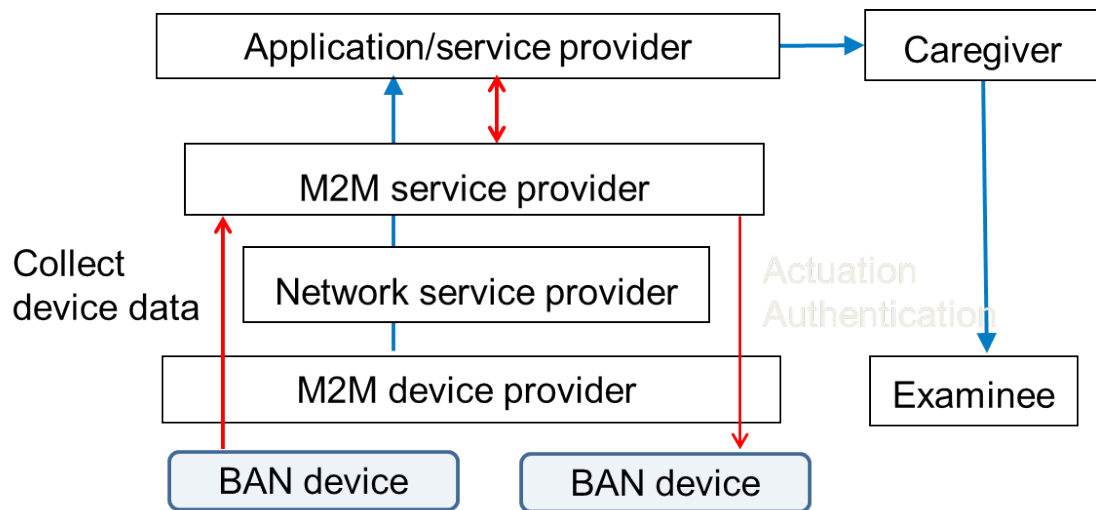 Application/service provider
Caregiver
M2M service provider
Collect
device data
Network service provider
Actuation
Authentication
M2M device provider
Examinee
BAN device
BAN device